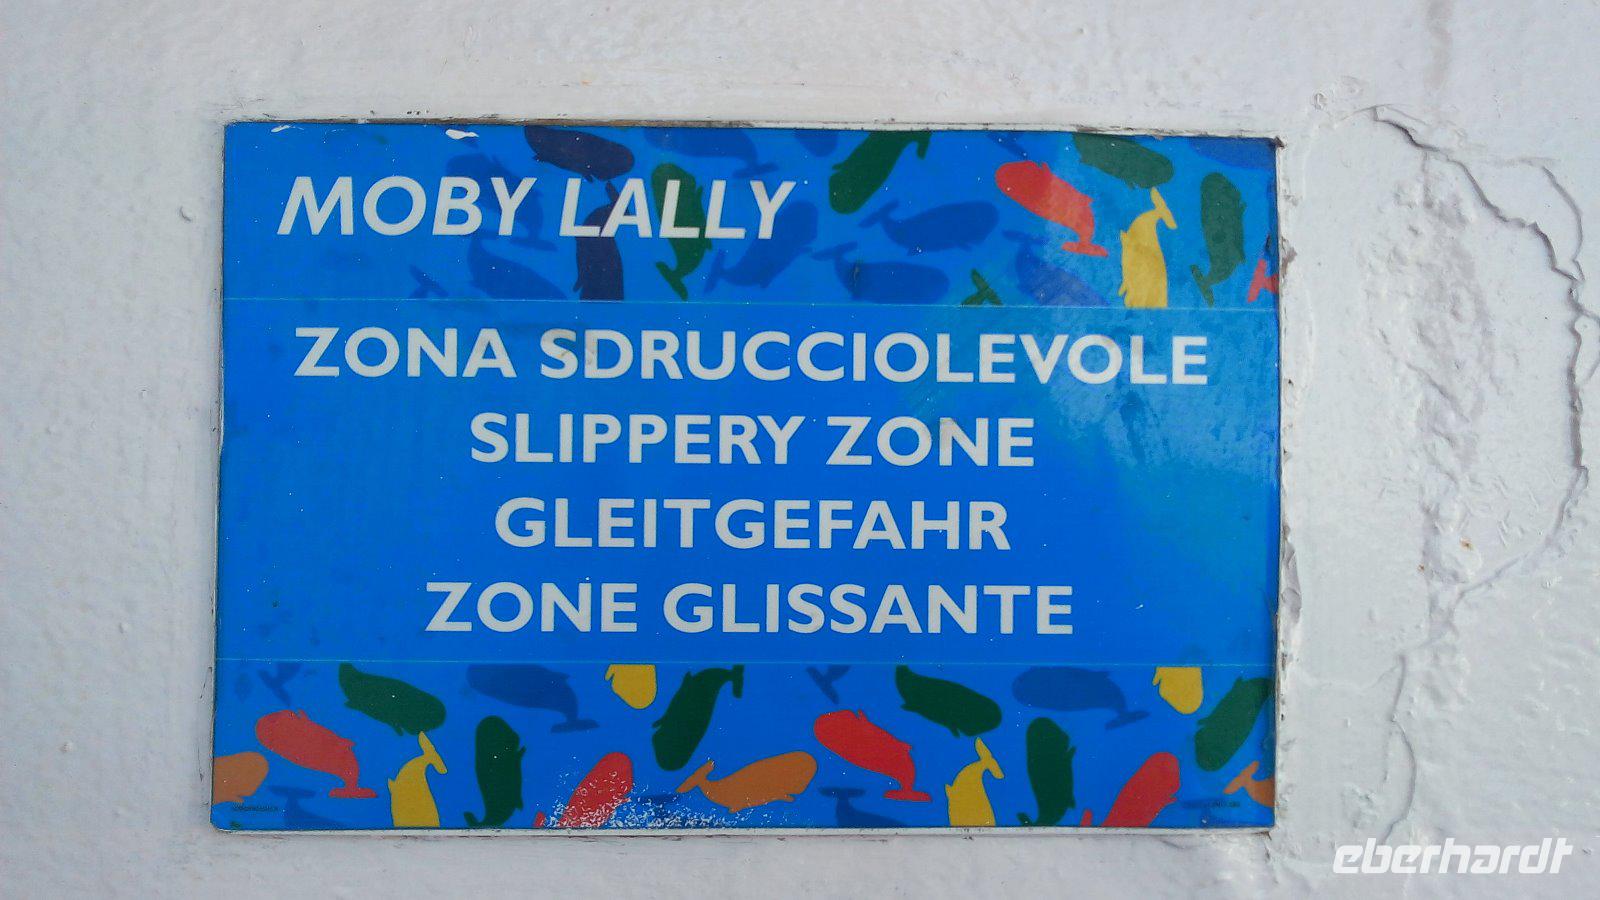 MOBY LALLY
ZONA SDRUCCIOLEVOLE
SLIPPERY ZONE
GLEITGEFAHR
ZONE GLISSANTE
eberhardt